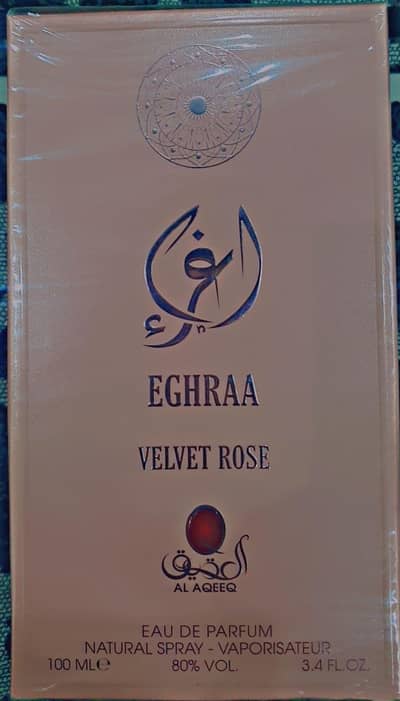 إغراء
EGHRAA
VELVET ROSE
العقيق
AL AQEEQ
EAU DE PARFUM
NATURAL SPRAY - VAPORISATEUR
100 ML℮ 80% VOL. 3.4 FL.OZ.